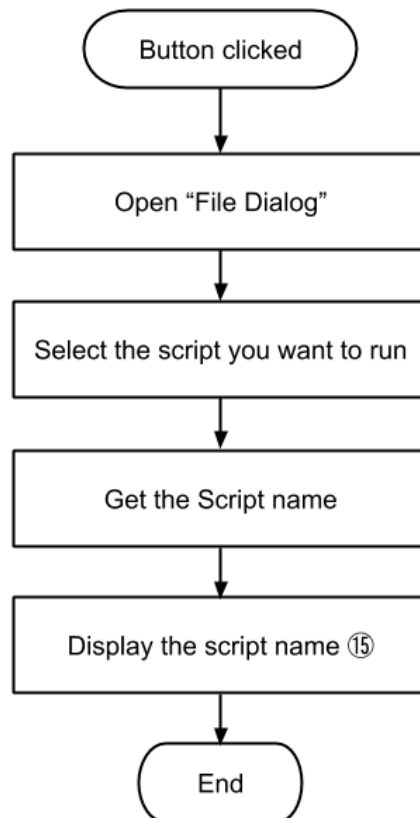 Button clicked
Open “File Dialog”
Select the script you want to run
Get the Script name
Display the script name ⑮
End